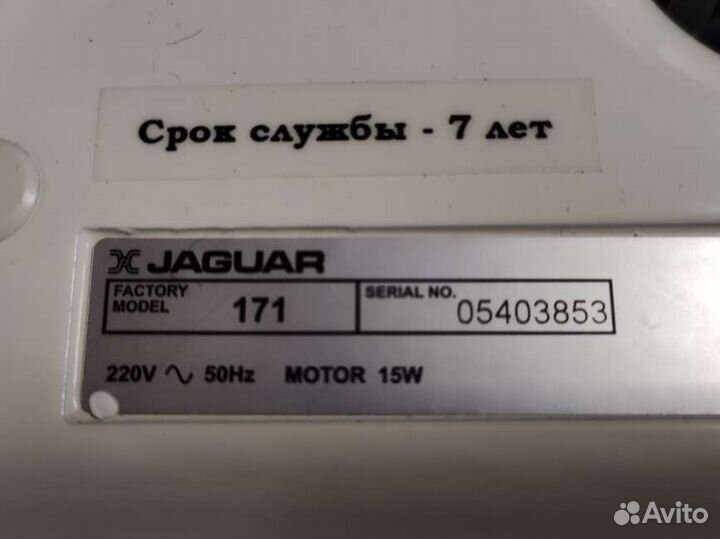 Срок службы - 7 лет
JAGUAR
FACTORY MODEL 171 SERIAL NO. 05403853
220V ~ 50Hz MOTOR 15W
Avito